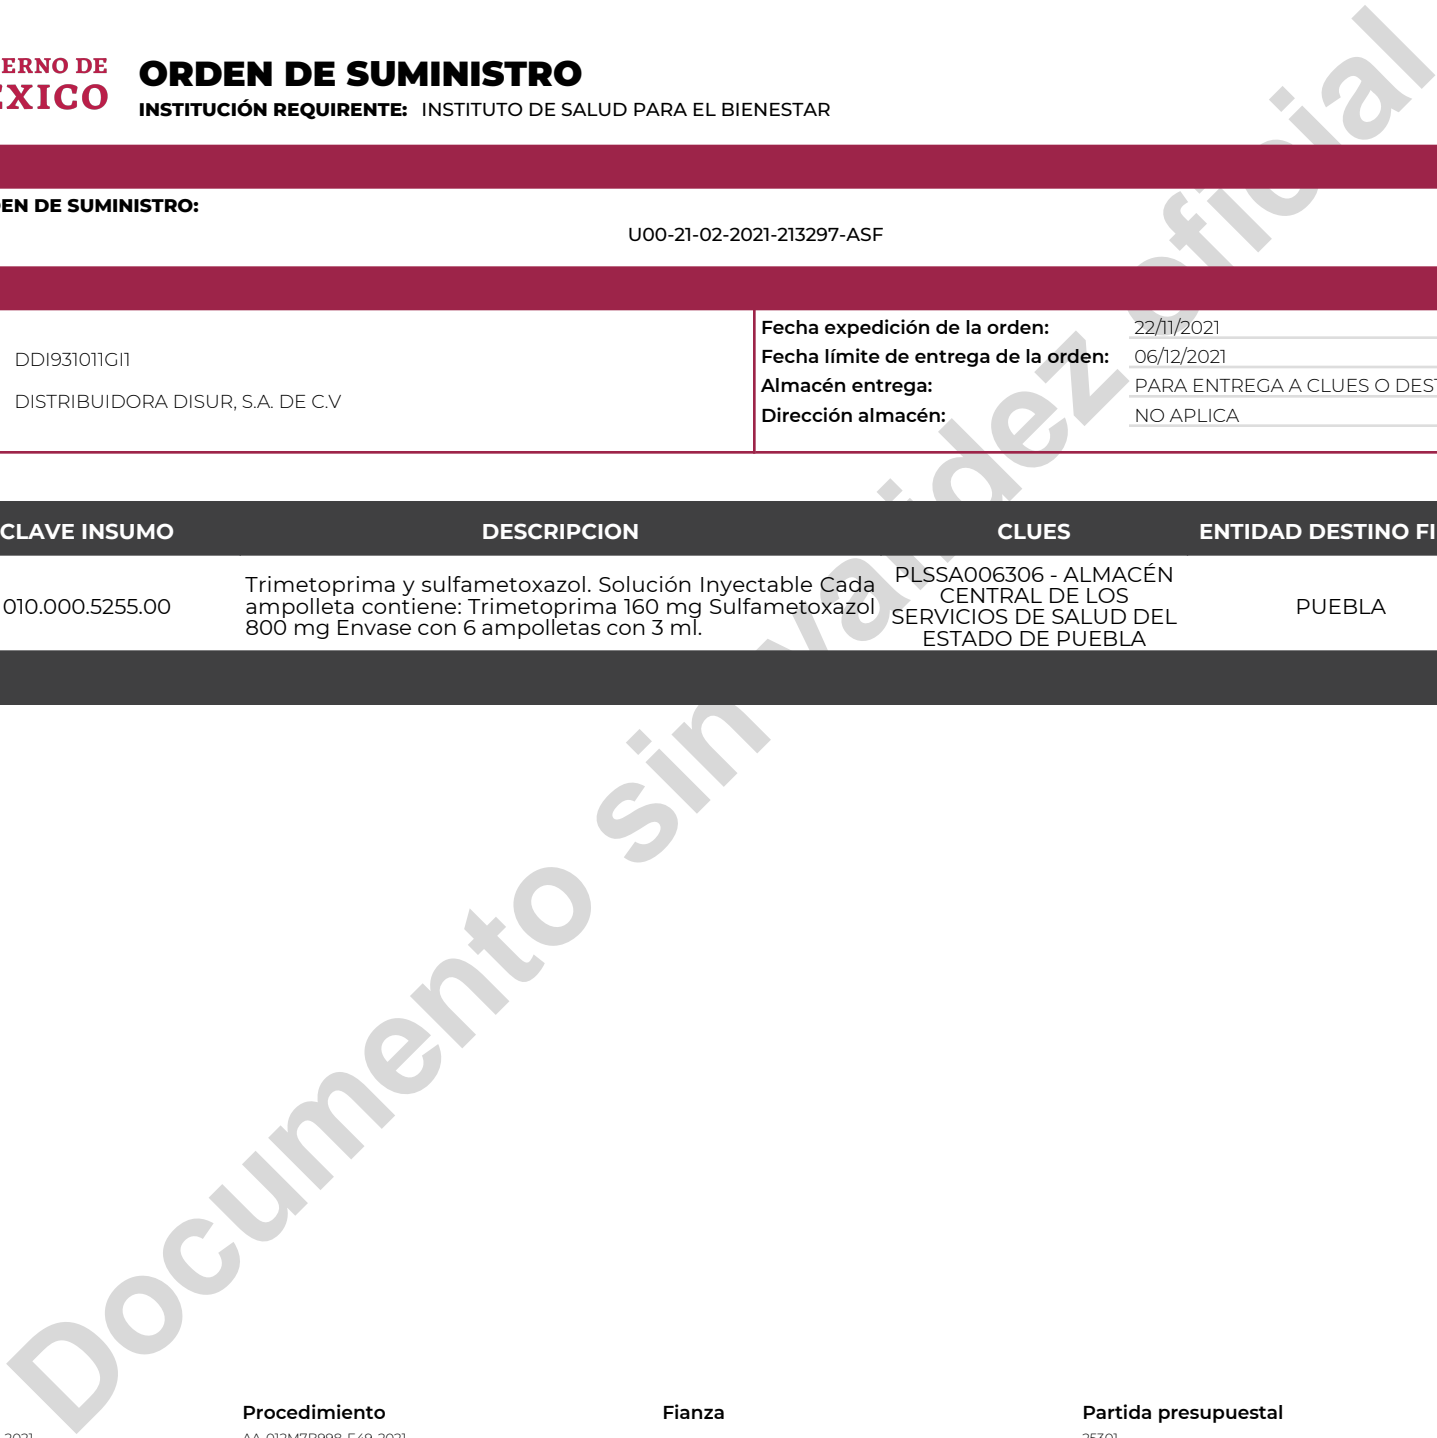 ERNO DE
EXICO
ORDEN DE SUMINISTRO
INSTITUCIÓN REQUIRENTE: INSTITUTO DE SALUD PARA EL BIENESTAR
EN DE SUMINISTRO:
U00-21-02-2021-213297-ASF
DDI931011GI1
DISTRIBUIDORA DISUR, S.A. DE C.V
Fecha expedición de la orden: 22/11/2021
Fecha límite de entrega de la orden: 06/12/2021
Almacén entrega: PARA ENTREGA A CLUES O DEST
Dirección almacén: NO APLICA
CLAVE INSUMO DESCRIPCION CLUES ENTIDAD DESTINO FI
010.000.5255.00
Trimetoprima y sulfametoxazol. Solución Inyectable Cada
ampolleta contiene: Trimetoprima 160 mg Sulfametoxazol
800 mg Envase con 6 ampolletas con 3 ml.
PLSSA006306 - ALMACÉN
CENTRAL DE LOS
SERVICIOS DE SALUD DEL
ESTADO DE PUEBLA
PUEBLA
Documento sin validez oficial
Procedimiento Fianza Partida presupuestal